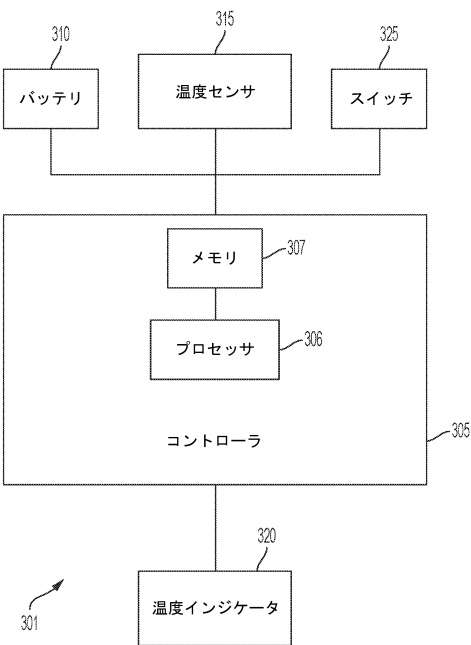 310
315
325
バッテリ
温度センサ
スイッチ
メモリ
307
プロセッサ
306
コントローラ
305
320
温度インジケータ
301